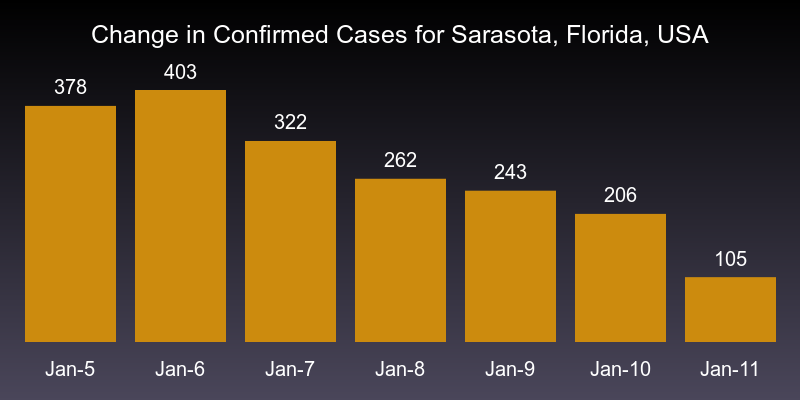 Change in Confirmed Cases for Sarasota, Florida, USA
378 403 322 262 243 206 105
Jan-5 Jan-6 Jan-7 Jan-8 Jan-9 Jan-10 Jan-11